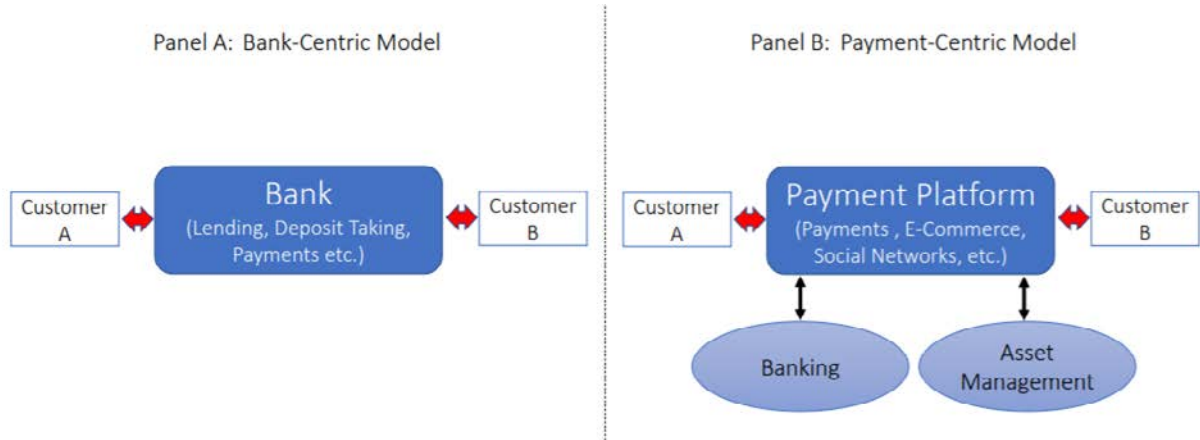 Panel A: Bank-Centric Model
Customer
A
Bank
(Lending, Deposit Taking,
Payments etc.)
Customer
B
Panel B: Payment-Centric Model
Customer
A
Payment Platform
(Payments , E-Commerce,
Social Networks, etc.)
Customer
B
Banking
Asset
Management